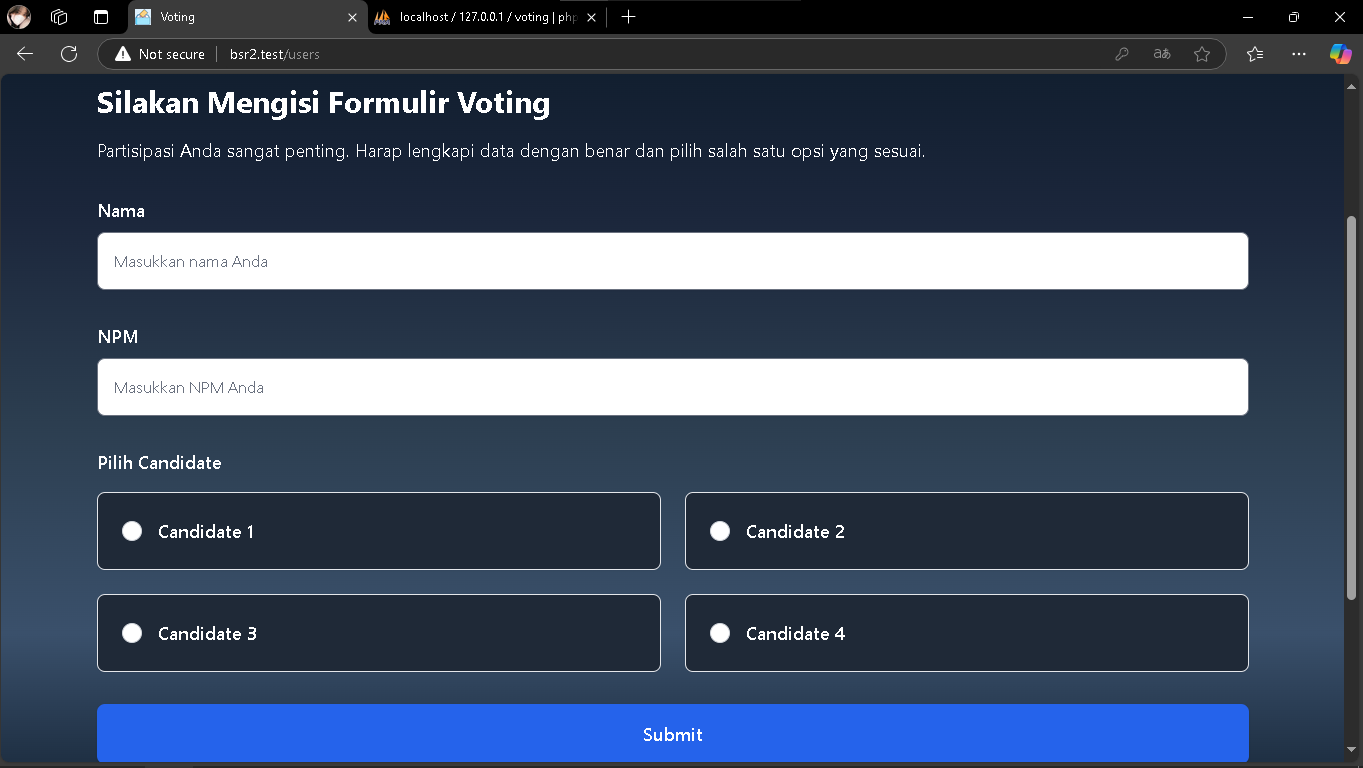 Voting
localhost / 127.0.0.1 / voting | php
Not secure
bsr2.test/users
Silakan Mengisi Formulir Voting
Partisipasi Anda sangat penting. Harap lengkapi data dengan benar dan pilih salah satu opsi yang sesuai.
Nama
Masukkan nama Anda
NPM
Masukkan NPM Anda
Pilih Candidate
Candidate 1
Candidate 2
Candidate 3
Candidate 4
Submit